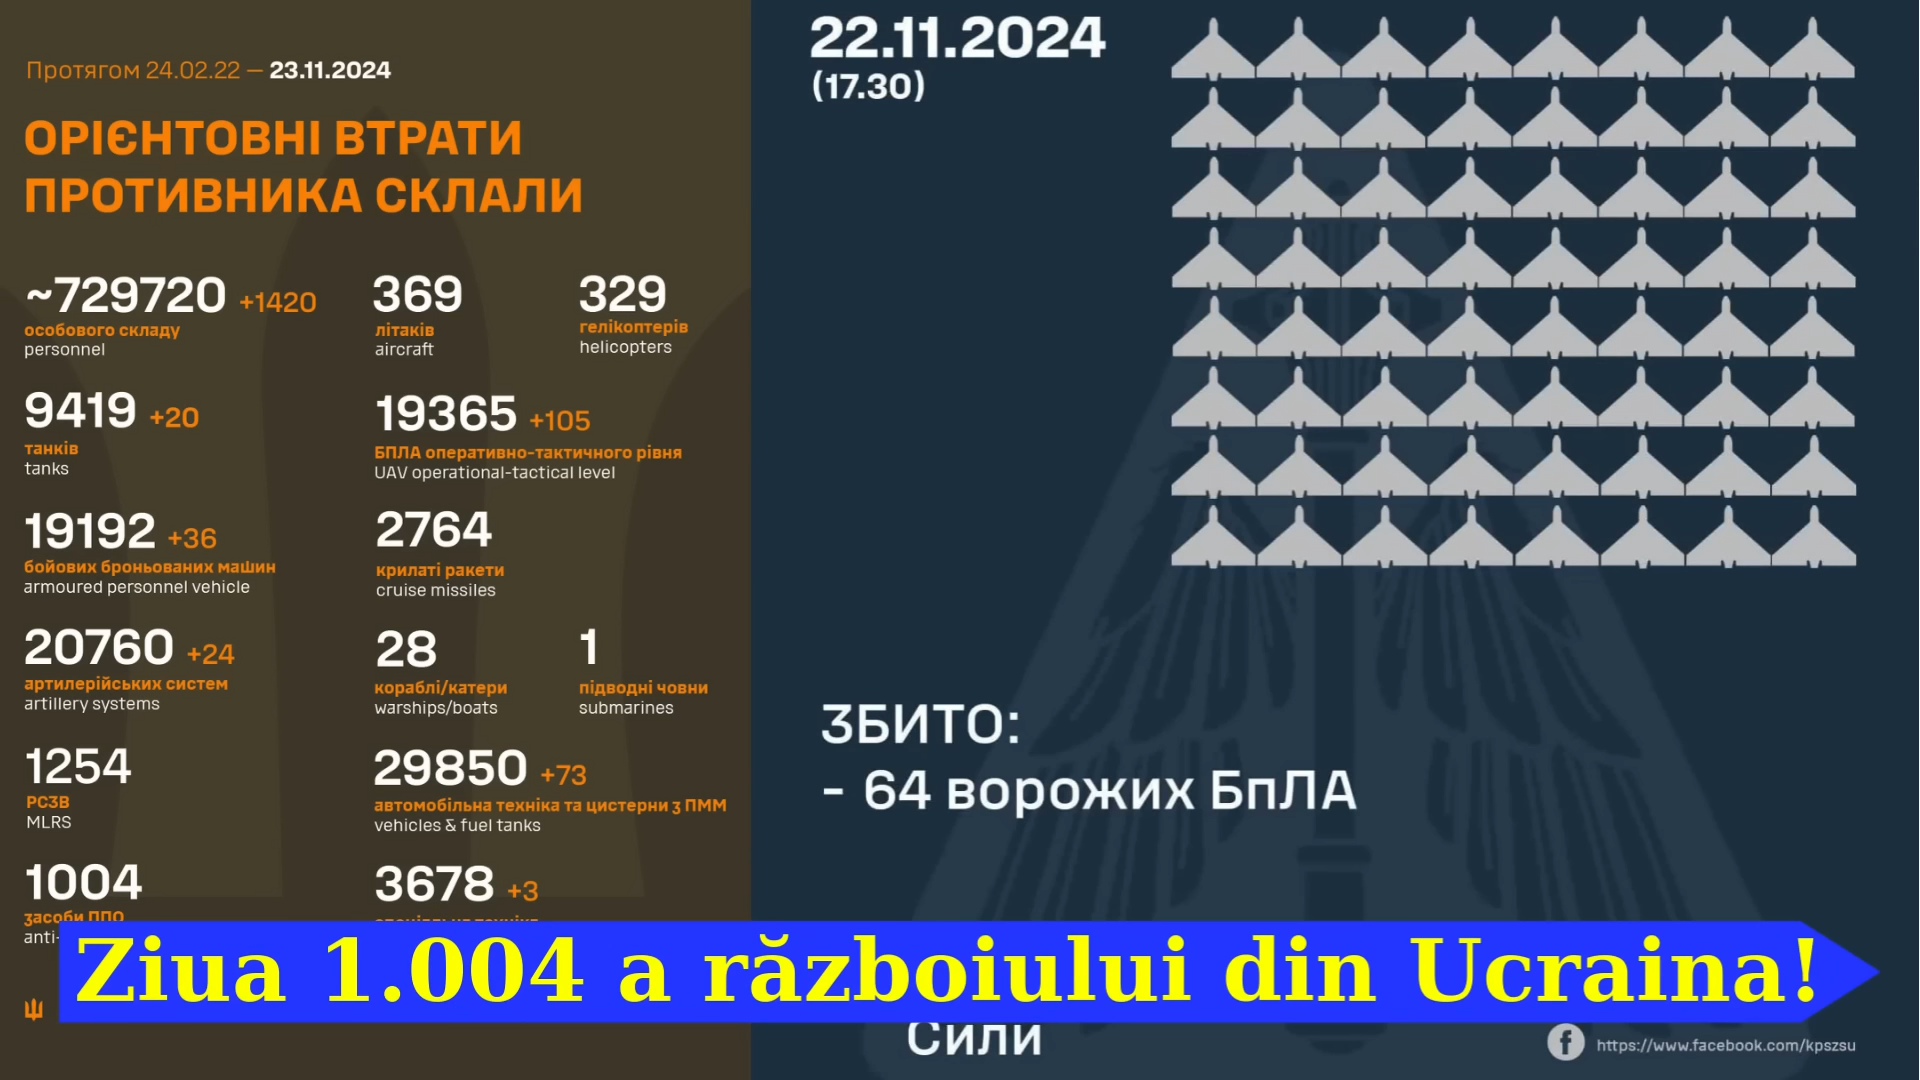 Протягом 24.02.22 — 23.11.2024
ОРІЄНТОВНІ ВТРАТИ
ПРОТИВНИКА СКЛАЛИ
~729720 +1420
особового складу
personnel
369
літаків
aircraft
329
гелікоптерів
helicopters
9419 +20
танків
tanks
19365 +105
БПЛА оперативно-тактичного рівня
UAV operational-tactical level
19192 +36
бойових броньованих машин
armoured personnel vehicle
2764
крилаті ракети
cruise missiles
20760 +24
артилерійських систем
artillery systems
28
кораблі/катери
warships/boats
1
підводні човни
submarines
1254
РСЗВ
MLRS
29850 +73
автомобільна техніка та цистерни з ПММ
vehicles & fuel tanks
1004
засоби ППО
anti-
3678 +3
22.11.2024
(17.30)
ЗБИТО:
- 64 ворожих БпЛА
Ziua 1.004 a războiului din Ucraina!
Сили
https://www.facebook.com/kpszsu